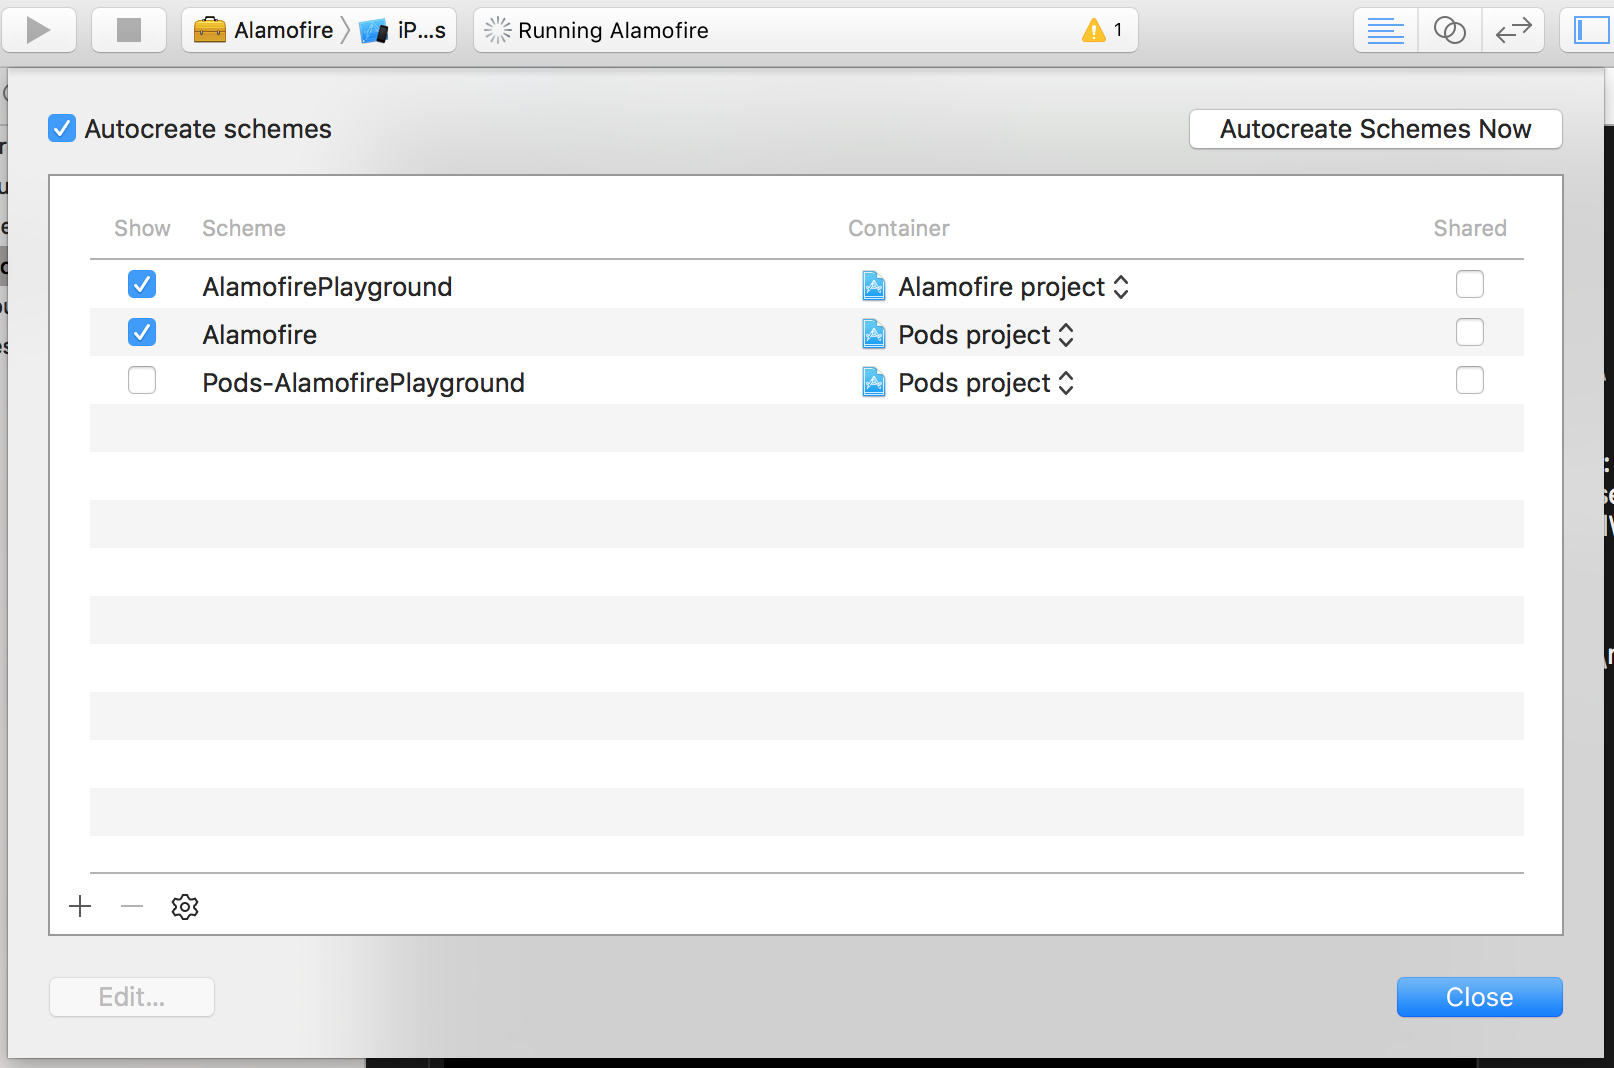 Alamofire iP...s Running Alamofire 1
Autocreate schemes Autocreate Schemes Now
Show Scheme Container Shared
AlamofirePlayground Alamofire project
Alamofire Pods project
Pods-AlamofirePlayground Pods project
Edit... Close